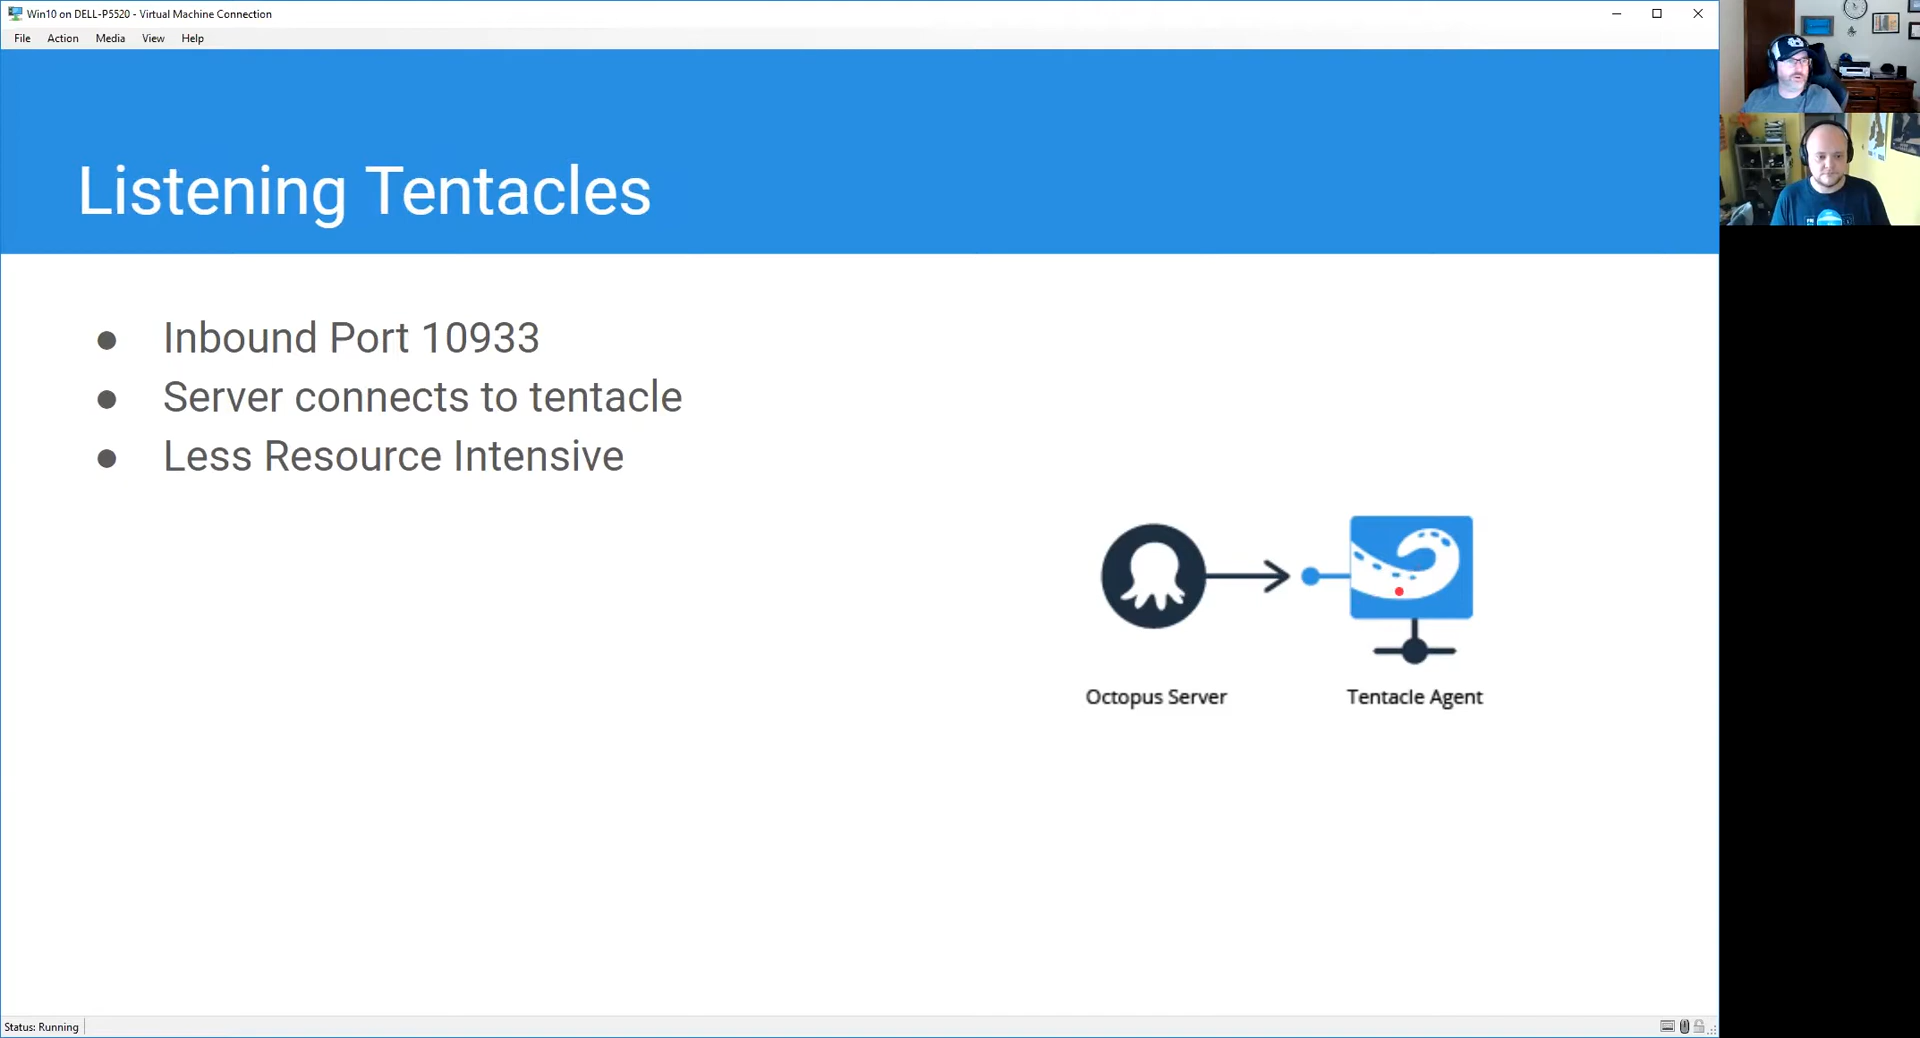 Win10 on DELL-P5520 - Virtual Machine Connection
File Action Media View Help
Listening Tentacles
● Inbound Port 10933
● Server connects to tentacle
● Less Resource Intensive
Octopus Server Tentacle Agent
Status: Running